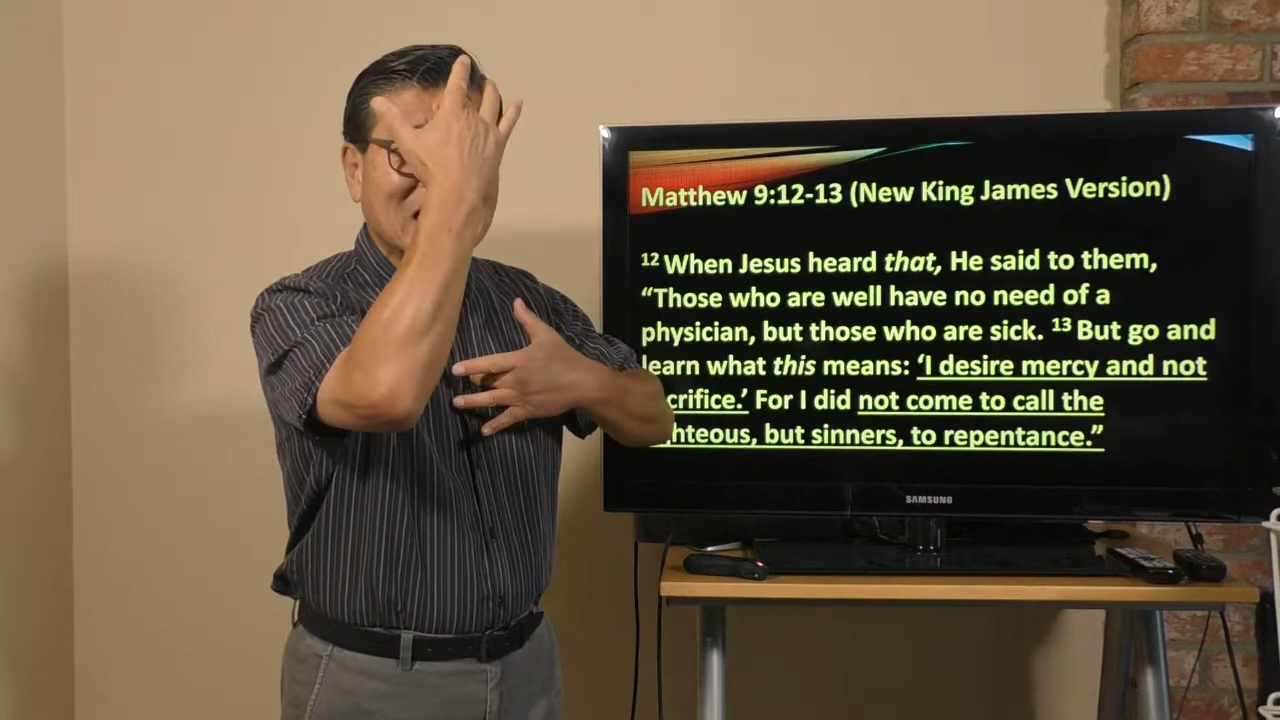 Matthew 9:12-13 (New King James Version)
12 When Jesus heard that, He said to them,
“Those who are well have no need of a
physician, but those who are sick. 13 But go and
learn what this means: ‘I desire mercy and not
crifice.’ For I did not come to call the
hteous, but sinners, to repentance.”
SAMSUNG